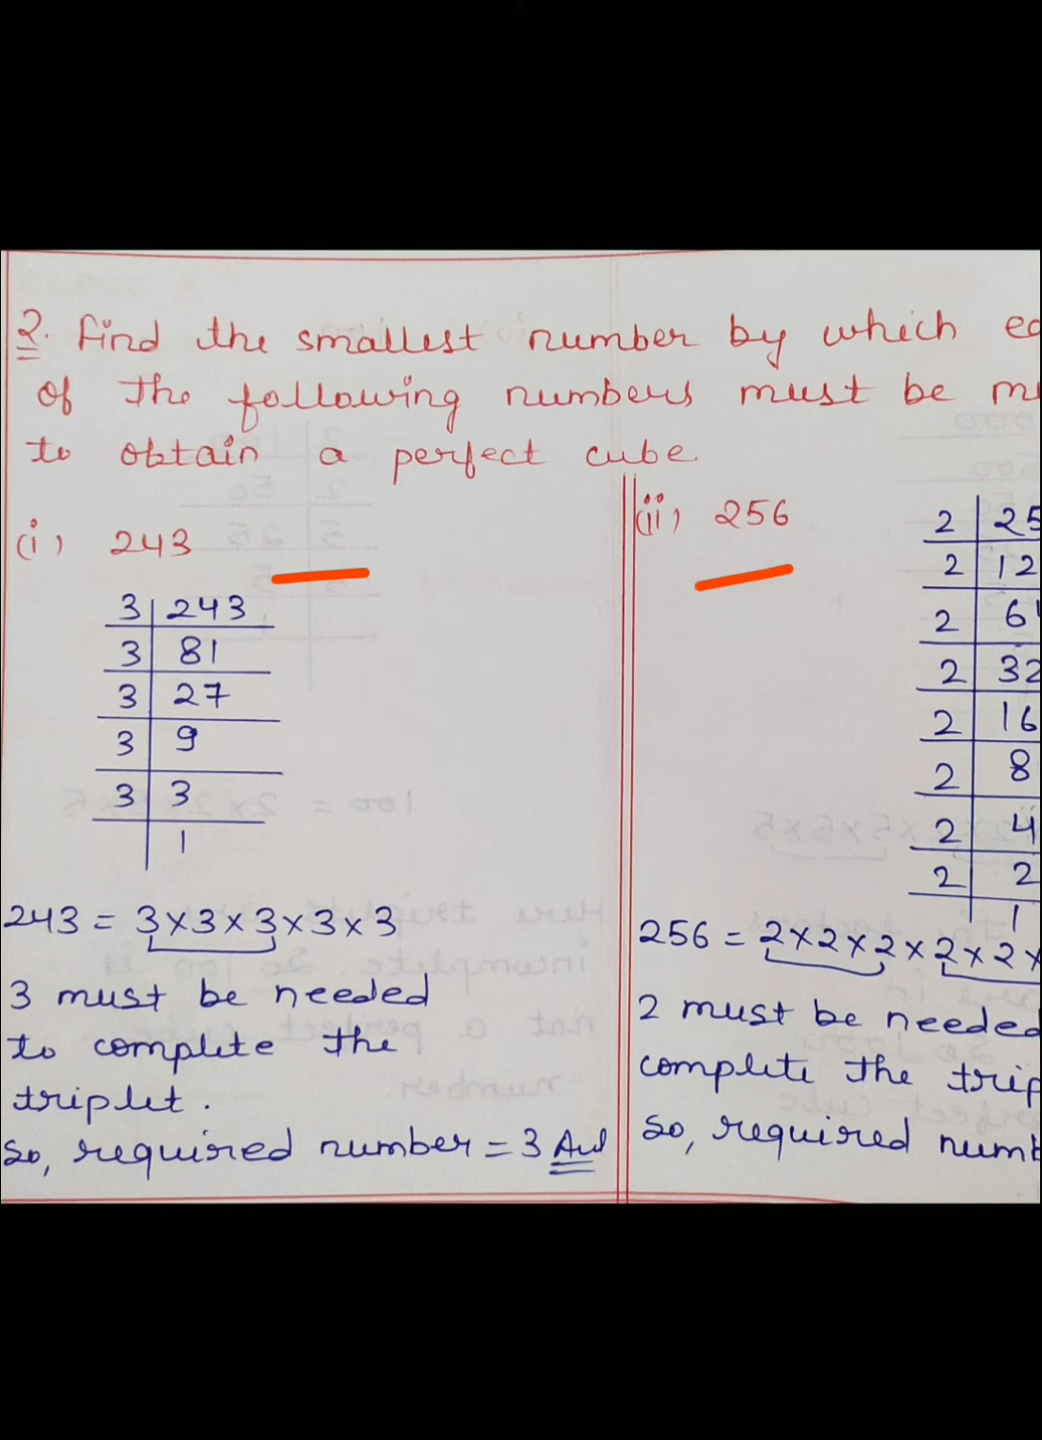 2. Find the smallest number by which
of the following numbers must be
to obtain a perfect cube.
(i) 243
3 | 243
3 | 81
3 | 27
3 | 9
3 | 3
1
243 = 3×3×3×3×3
3 must be needed
to complete the
triplet.
So, required number = 3 Ans
(ii) 256
2 | 25
2 | 12
2 | 6
2 | 32
2 | 16
2 | 8
2 | 4
2 | 2
1
256 = 2×2×2×2×2×
2 must be needed
complete the
So, required